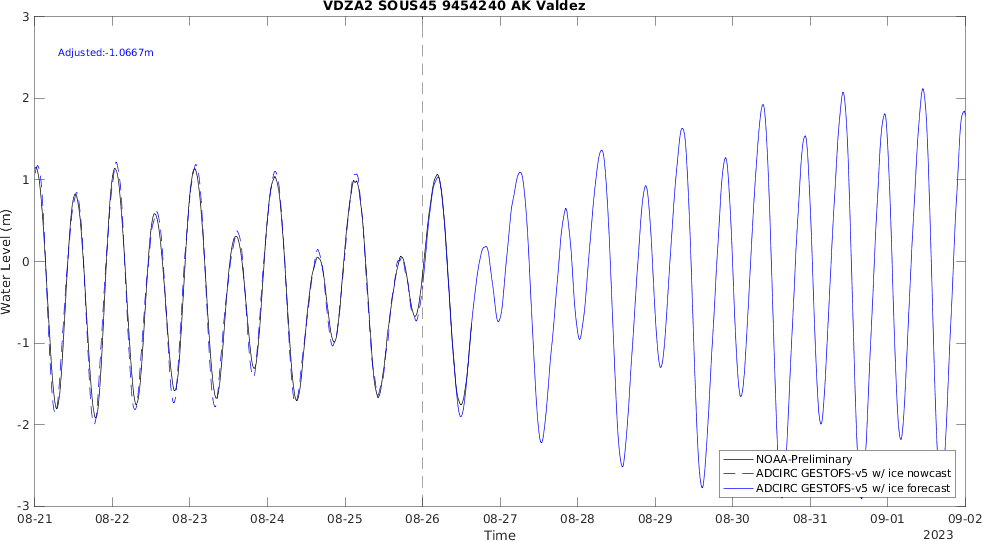 VDZA2 SOUS45 9454240 AK Valdez
Adjusted:-1.0667m
Water Level (m)
3
2
1
0
-1
-2
-3
NOAA-Preliminary
ADCIRC GESTOFS-v5 w/ ice nowcast
ADCIRC GESTOFS-v5 w/ ice forecast
08-21 08-22 08-23 08-24 08-25 08-26 08-27 08-28 08-29 08-30 08-31 09-01 09-02
Time
2023